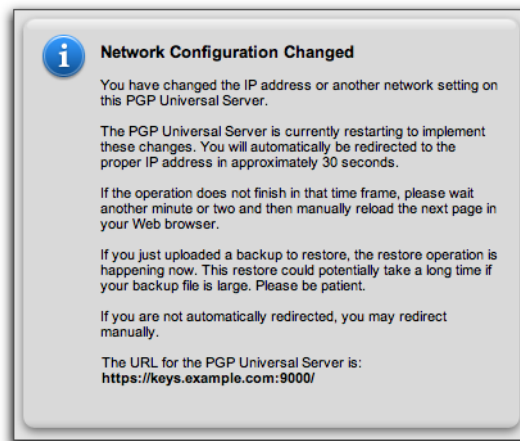 i
Network Configuration Changed
You have changed the IP address or another network setting on
this PGP Universal Server.
The PGP Universal Server is currently restarting to implement
these changes. You will automatically be redirected to the
proper IP address in approximately 30 seconds.
If the operation does not finish in that time frame, please wait
another minute or two and then manually reload the next page in
your Web browser.
If you just uploaded a backup to restore, the restore operation is
happening now. This restore could potentially take a long time if
your backup file is large. Please be patient.
If you are not automatically redirected, you may redirect
manually.
The URL for the PGP Universal Server is:
https://keys.example.com:9000/